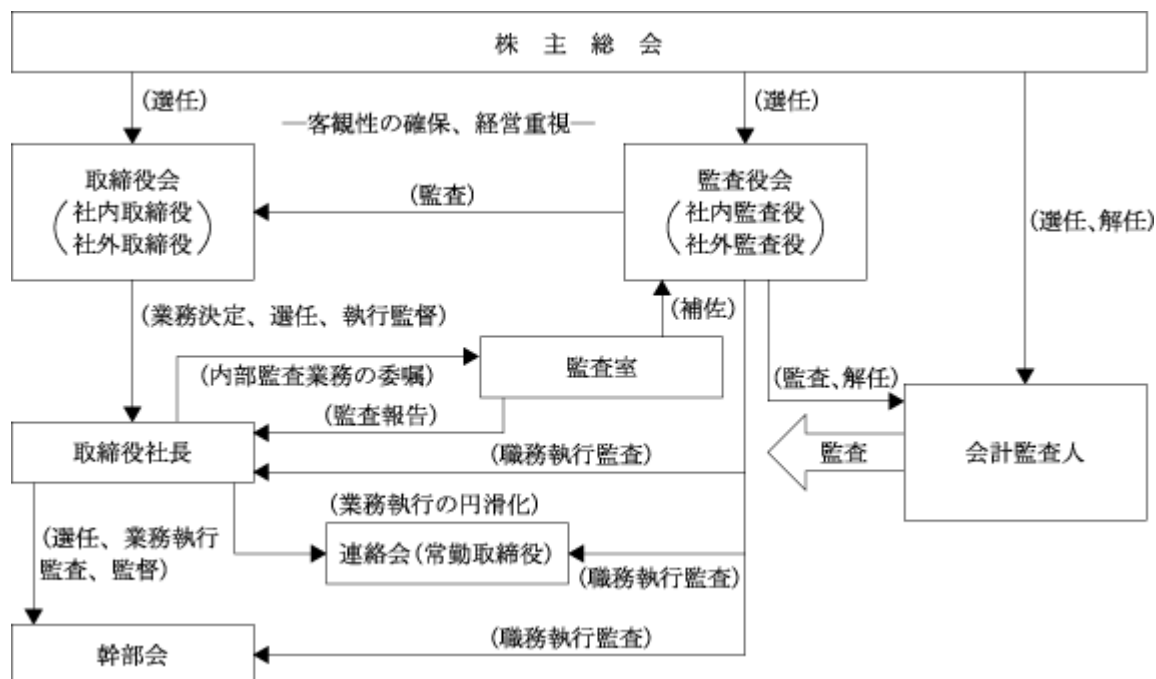 株主総会
(選任)
(選任)
―客観性の確保、経営重視―
取締役会
(社内取締役
社外取締役)
(監査)
監査役会
(社内監査役
社外監査役)
(選任、解任)
(業務決定、選任、執行監督)
(補佐)
(内部監査業務の委嘱)
監査室
(監査、解任)
(監査報告)
取締役社長
(職務執行監査)
監査
会計監査人
(業務執行の円滑化)
(選任、業務執行
監査、監督)
連絡会(常勤取締役)
(職務執行監査)
幹部会
(職務執行監査)